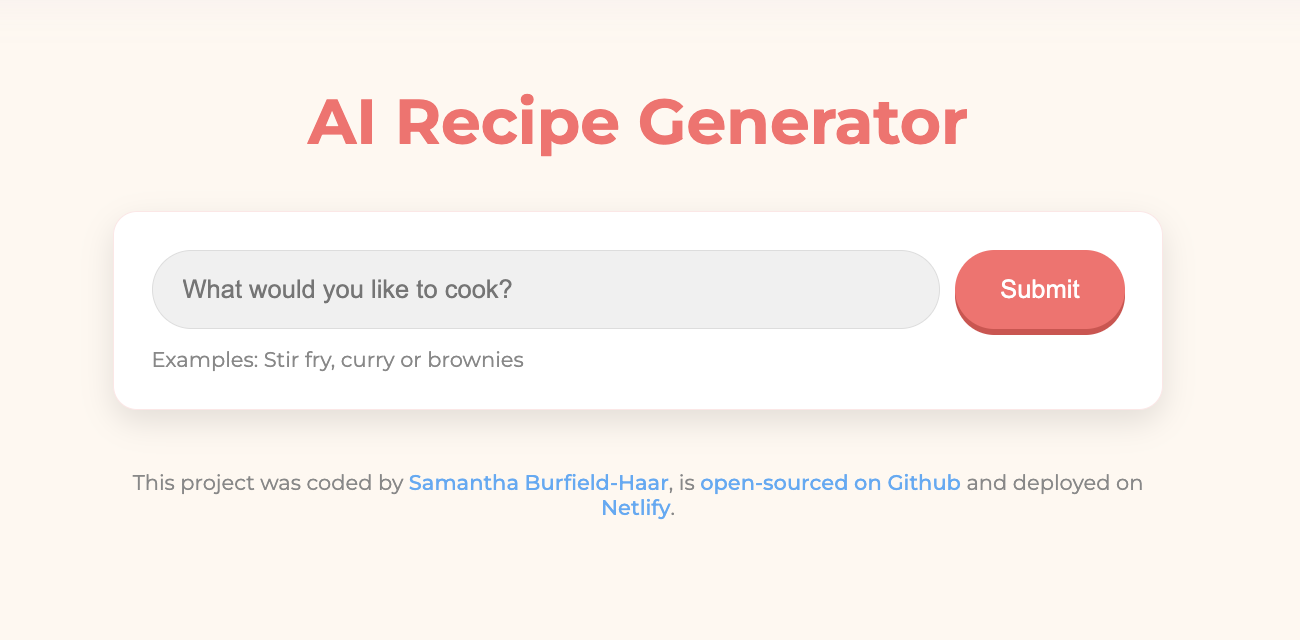 AI Recipe Generator
What would you like to cook?
Submit
Examples: Stir fry, curry or brownies
This project was coded by Samantha Burfield-Haar, is open-sourced on Github and deployed on
Netlify.